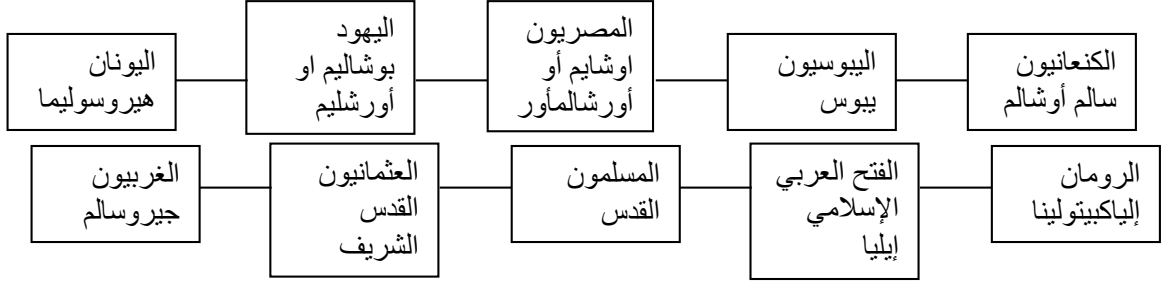 الكنعانيون
سالم أوشالم
اليبوسيون
يبوس
المصريون
اوشايم أو
أورشالمأور
اليهود
بوشاليم او
أورشليم
اليونان
هيروسوليما
الرومان
إلياكبيتولينا
الفتح العربي
الإسلامي
إيليا
المسلمون
القدس
العثمانيون
القدس
الشريف
الغربيون
جيروسالم